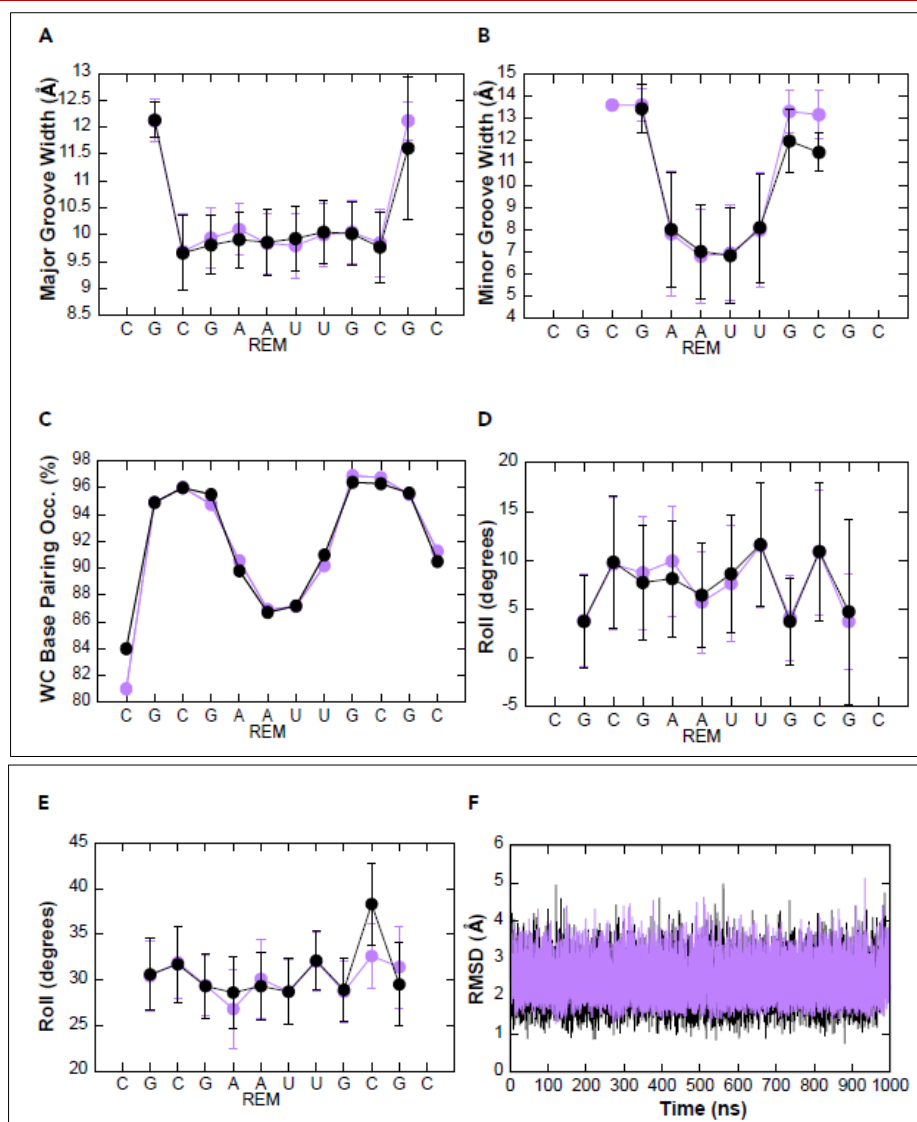 A
Major Groove Width (Å)
13
12.5
12
11.5
11
10.5
10
9.5
9
8.5
C G C G A A U U G C G C
REM
B
Minor Groove Width (Å)
15
14
13
12
11
10
9
8
7
6
5
4
C G C G A A U U G C G C
REM
C
WC Base Pairing Occ. (%)
98
96
94
92
90
88
86
84
82
80
C G C G A A U U G C G C
REM
D
Roll (degrees)
20
15
10
5
0
-5
C G C G A A U U G C G C
REM
E
Roll (degrees)
45
40
35
30
25
20
C G C G A A U U G C G C
REM
F
RMSD (Å)
6
5
4
3
2
1
0
0 100 200 300 400 500 600 700 800 900 1000
Time (ns)